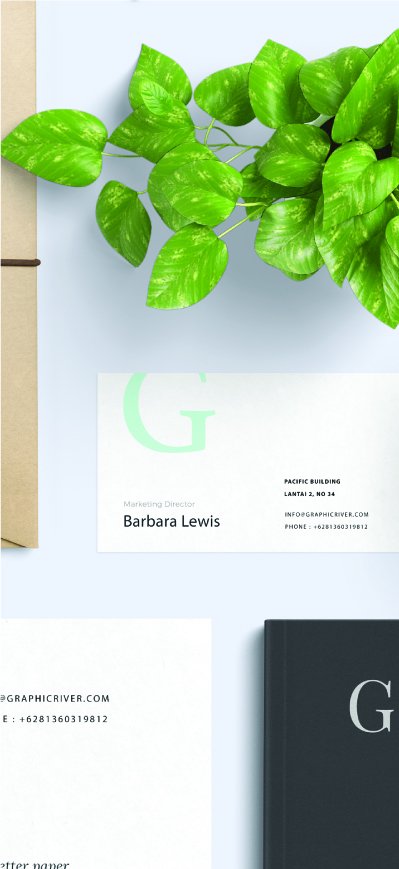 G
Marketing Director
Barbara Lewis
PACIFIC BUILDING
LANTAI 2, NO 34
INFO@GRAPHICRIVER.COM
PHONE : +6281360319812
@GRAPHICRIVER.COM
E : +6281360319812
etter paper
G